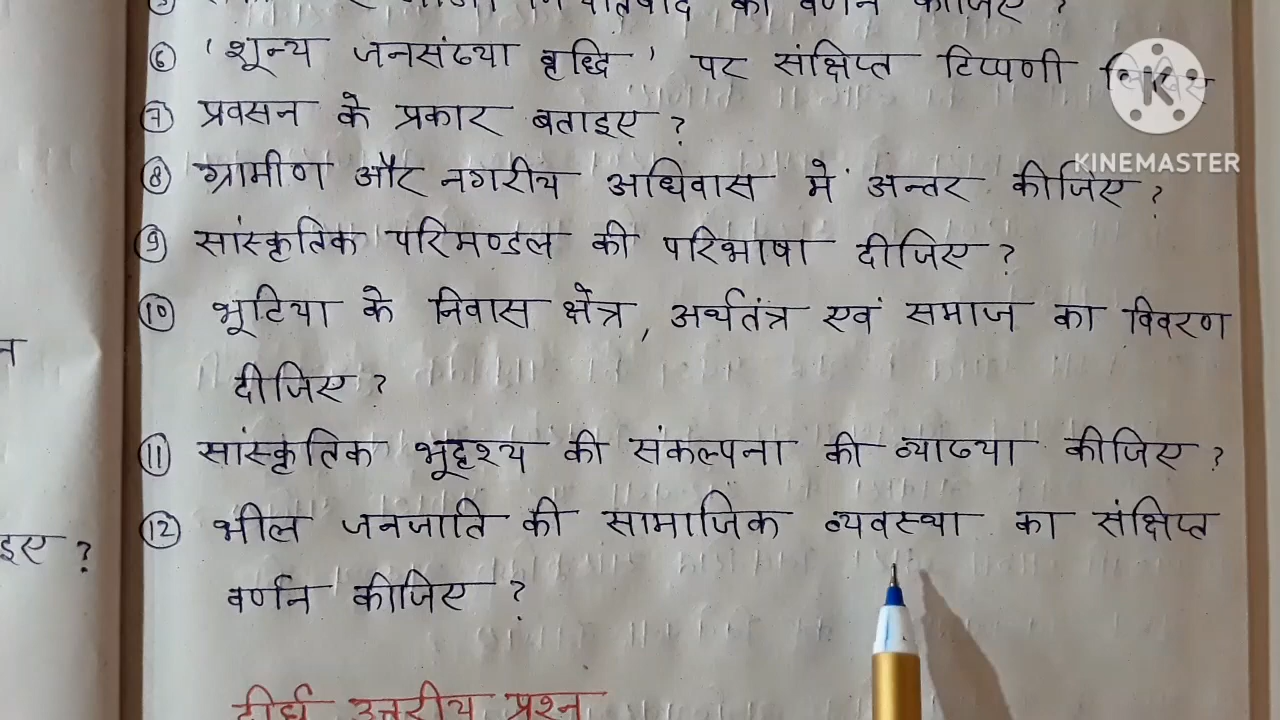 का वर्णन कीजिए ?
⑥ 'शून्य जनसंख्या वृद्धि' पर संक्षिप्त टिप्पणी
KINEMASTER
⑦ प्रवसन के प्रकार बताइए ?
⑧ ग्रामीण और नगरीय अधिवास में अन्तर कीजिए ?
⑨ सांस्कृतिक परिमण्डल की परिभाषा दीजिए ?
⑩ भूटिया के निवास क्षेत्र, अर्थतंत्र एवं समाज का विवरण
दीजिए ?
⑪ सांस्कृतिक भूदृश्य की संकल्पना की व्याख्या कीजिए ?
⑫ भील जनजाति की सामाजिक व्यवस्था का संक्षिप्त
वर्णन कीजिए ?
दीर्घ उत्तरीय प्रश्न